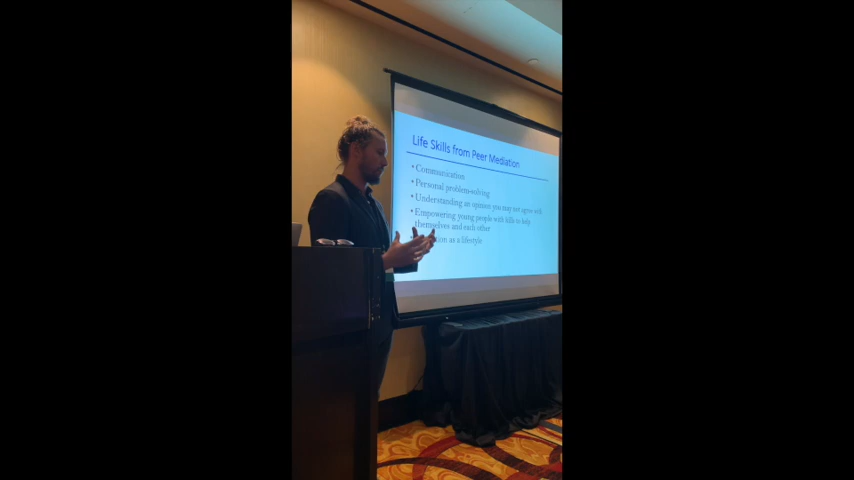 Life Skills from Peer Mediation
• Communication
• Personal problem-solving
• Understanding an opinion you may not agree with
• Empowering young people with skills to help
themselves and each other
as a lifestyle